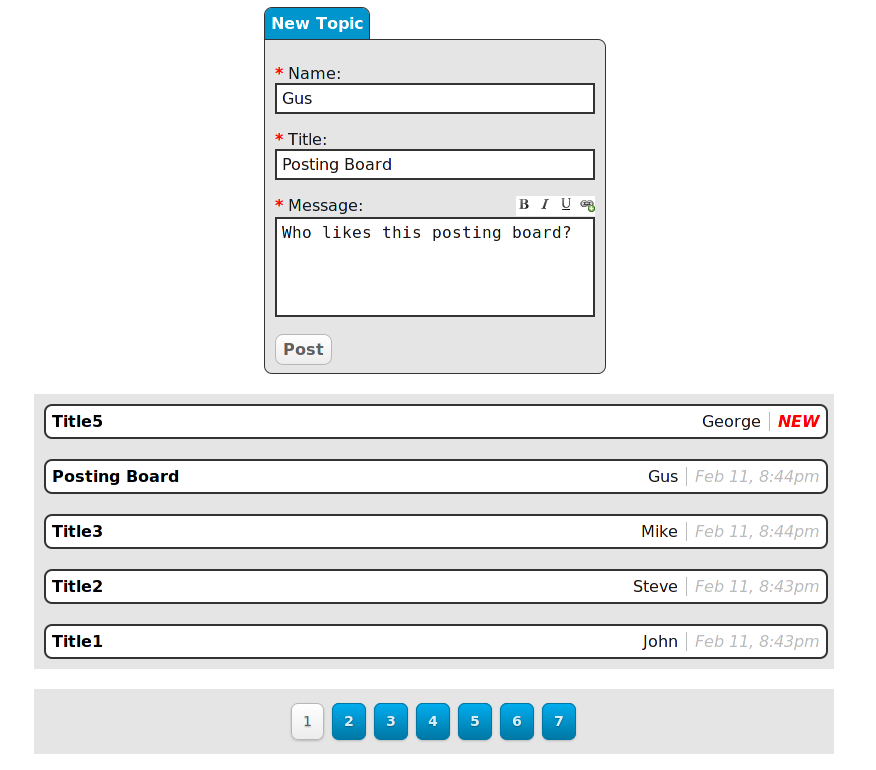 New Topic
* Name:
Gus
* Title:
Posting Board
* Message: B I U
Who likes this posting board?
Post
Title5 George NEW
Posting Board Gus Feb 11, 8:44pm
Title3 Mike Feb 11, 8:44pm
Title2 Steve Feb 11, 8:43pm
Title1 John Feb 11, 8:43pm
1 2 3 4 5 6 7